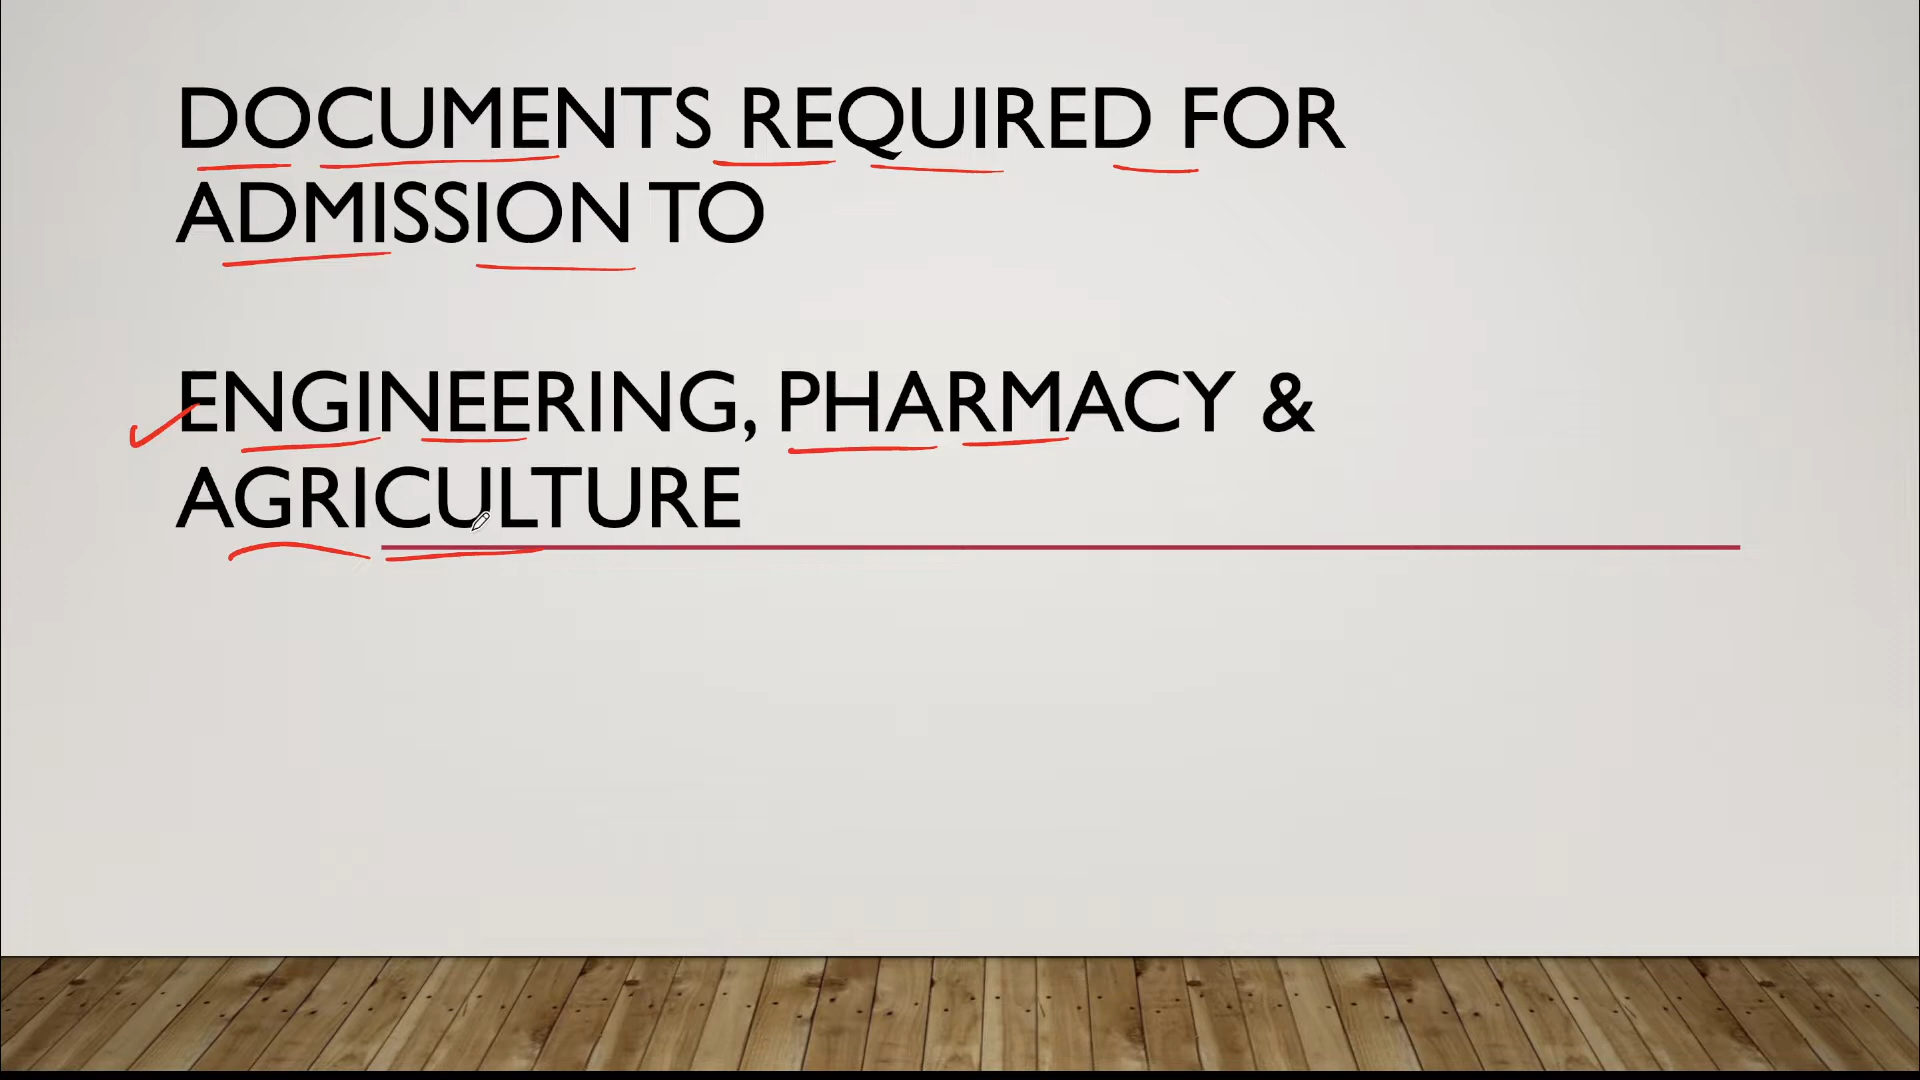 DOCUMENTS REQUIRED FOR
ADMISSION TO
ENGINEERING, PHARMACY &
AGRICULTURE